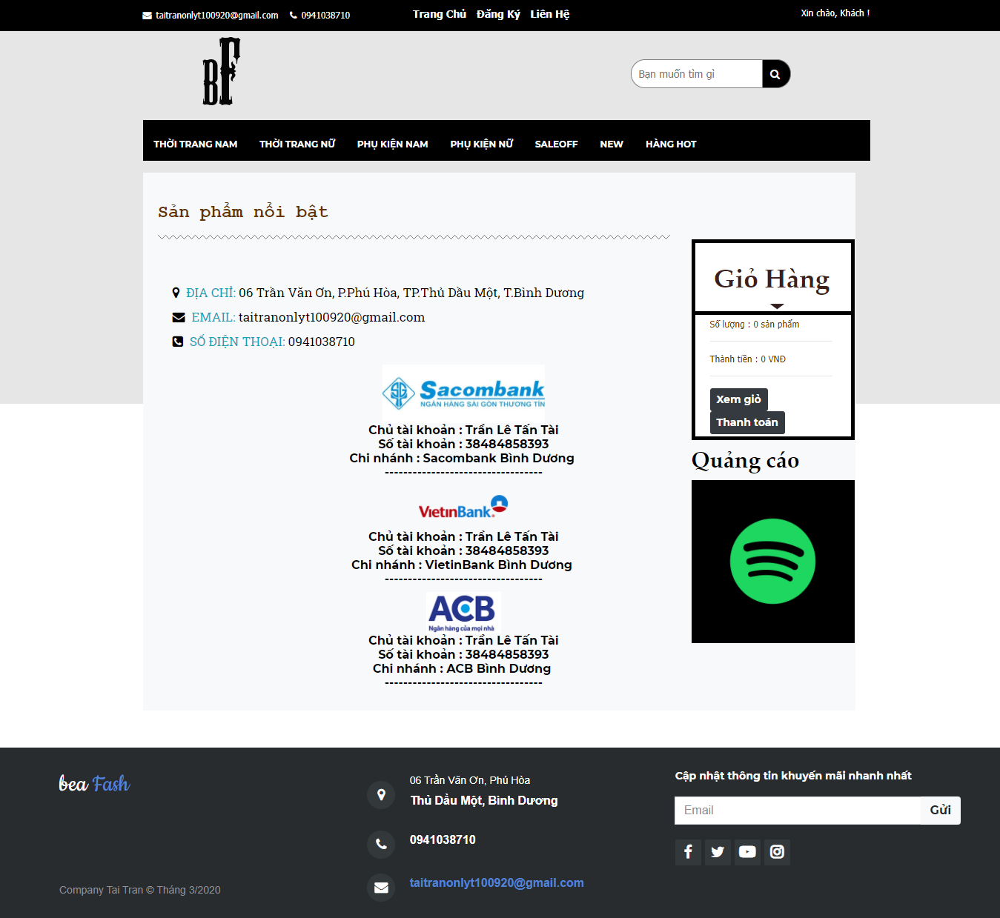 taitranonlyt100920@gmail.com 0941038710 Trang Chủ Đăng Ký Liên Hệ Xin chào, Khách !
BF
Bạn muốn tìm gì
THỜI TRANG NAM THỜI TRANG NỮ PHỤ KIỆN NAM PHỤ KIỆN NỮ SALEOFF NEW HÀNG HOT
Sản phẩm nổi bật
ĐỊA CHỈ: 06 Trần Văn Ơn, P.Phú Hòa, TP.Thủ Dầu Một, T.Bình Dương
EMAIL: taitranonlyt100920@gmail.com
SỐ ĐIỆN THOẠI: 0941038710
Sacombank
NGÂN HÀNG SÀI GÒN THƯƠNG TÍN
Chủ tài khoản : Trần Lê Tấn Tài
Số tài khoản : 38484858393
Chi nhánh : Sacombank Bình Dương
----------------------------------
VietinBank
Chủ tài khoản : Trần Lê Tấn Tài
Số tài khoản : 38484858393
Chi nhánh : VietinBank Bình Dương
----------------------------------
ACB
Ngân hàng của mọi nhà
Chủ tài khoản : Trần Lê Tấn Tài
Số tài khoản : 38484858393
Chi nhánh : ACB Bình Dương
----------------------------------
Giỏ Hàng
Số lượng : 0 sản phẩm
Thành tiền : 0 VNĐ
Xem giỏ
Thanh toán
Quảng cáo
bea Fash
Company Tai Tran © Tháng 3/2020
06 Trần Văn Ơn, Phú Hòa
Thủ Dầu Một, Bình Dương
0941038710
taitranonlyt100920@gmail.com
Cập nhật thông tin khuyến mãi nhanh nhất
Email Gửi